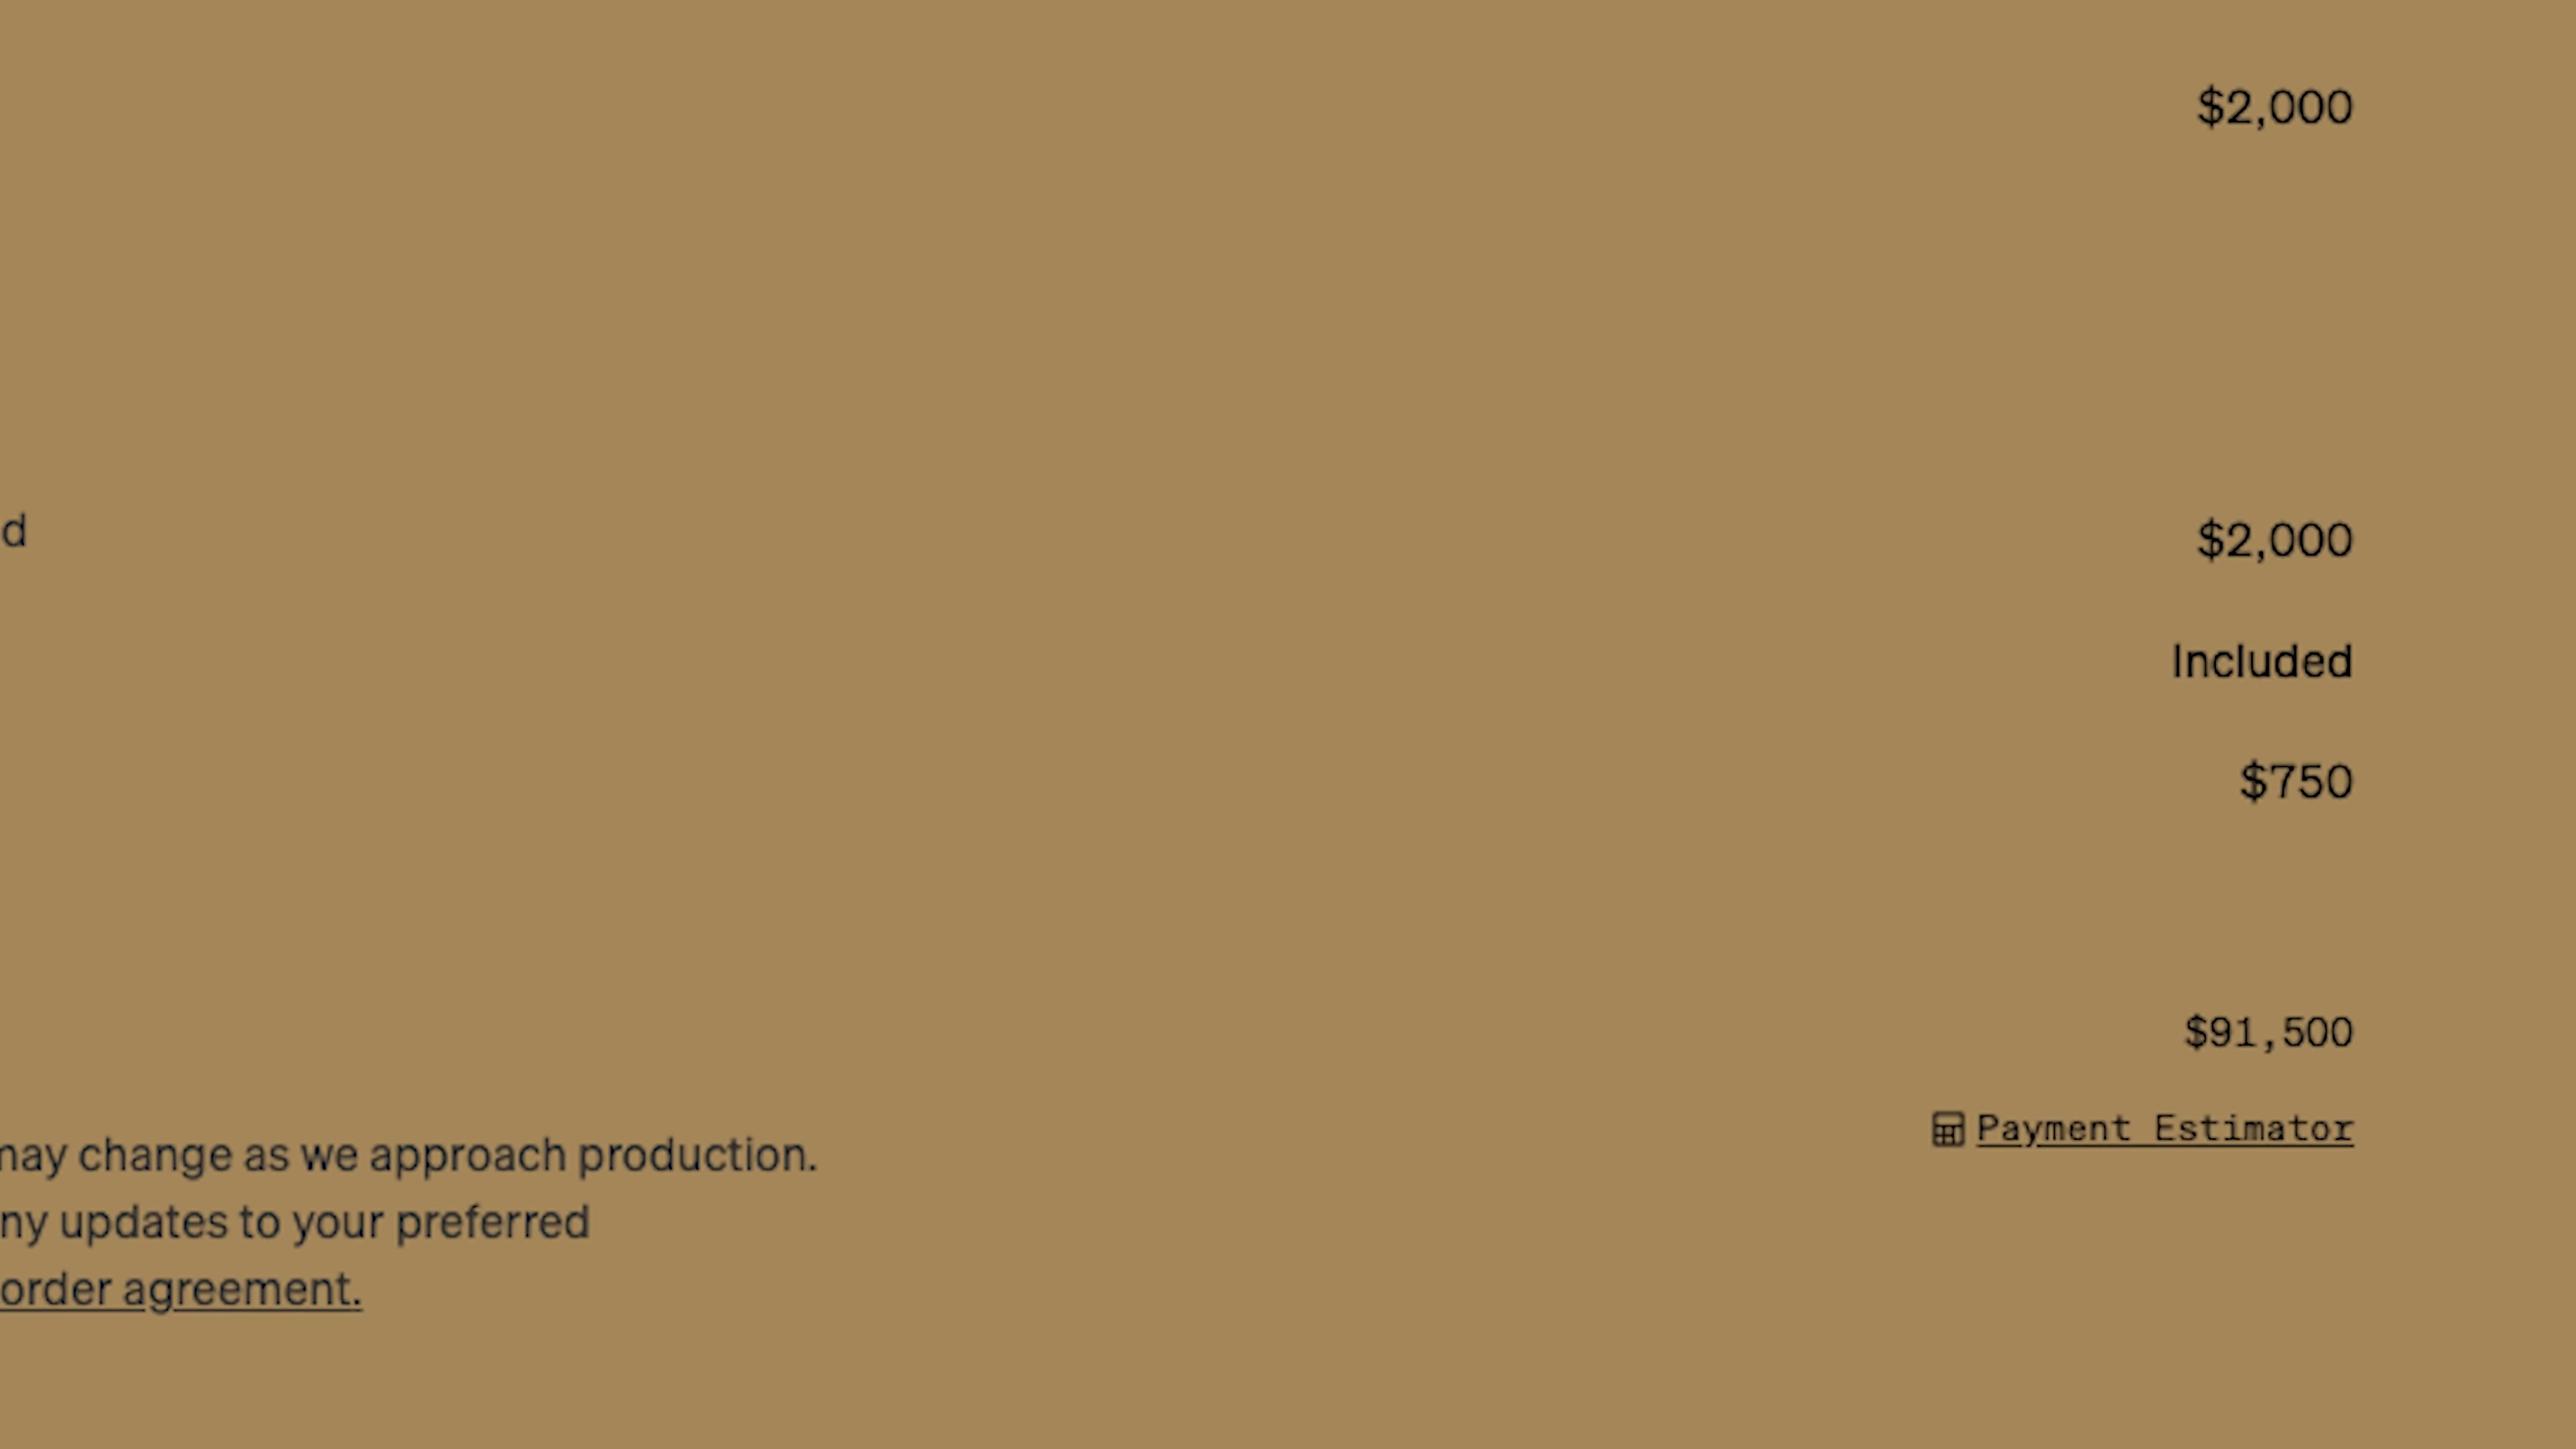 $2,000
d
$2,000
Included
$750
$91,500
Payment Estimator
may change as we approach production.
ny updates to your preferred
order agreement.